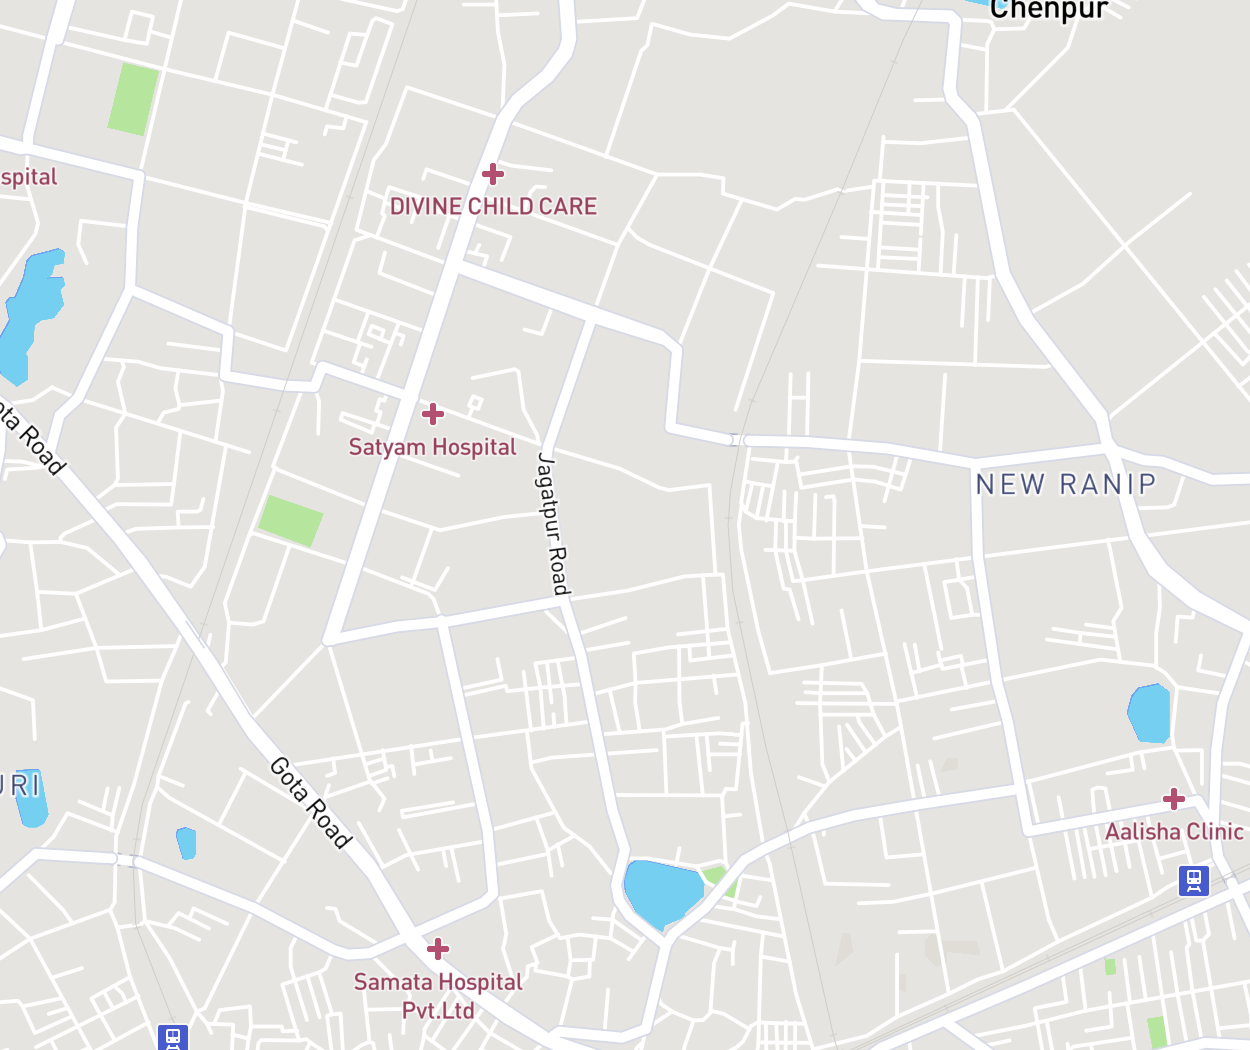 Chenpur
spital
DIVINE CHILD CARE
ota Road
Satyam Hospital
Jagatpur Road
NEW RANIP
URI
Gota Road
Aalisha Clinic
Samata Hospital
Pvt.Ltd